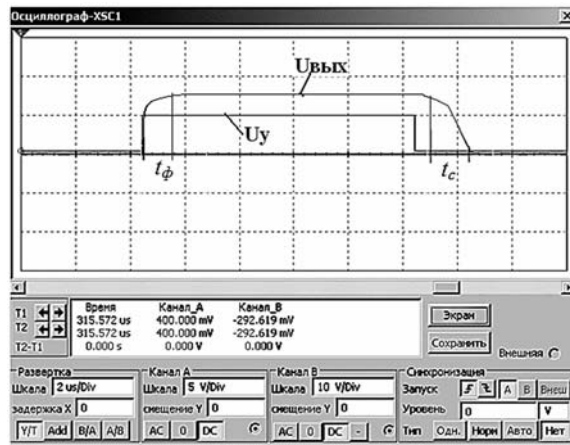 Осциллограф-XSC1
Uвых
Uу
tф
tс
T1
T2
T2-T1
Время Канал_A Канал_B
315.572 us 400.000 mV -292.619 mV
315.572 us 400.000 mV -292.619 mV
0.000 s 0.000 V 0.000 V
Экран
Сохранить
Внешняя
Развертка
Шкала 2 us/Div
задержка X 0
Y/T Add B/A A/B
Канал A
Шкала 5 V/Div
смещение Y 0
AC 0 DC
Канал B
Шкала 10 V/Div
смещение Y 0
AC 0 DC -
Синхронизация
Запуск A B Внеш
Уровень 0 V
Тип Одн. Норм Авто Нет